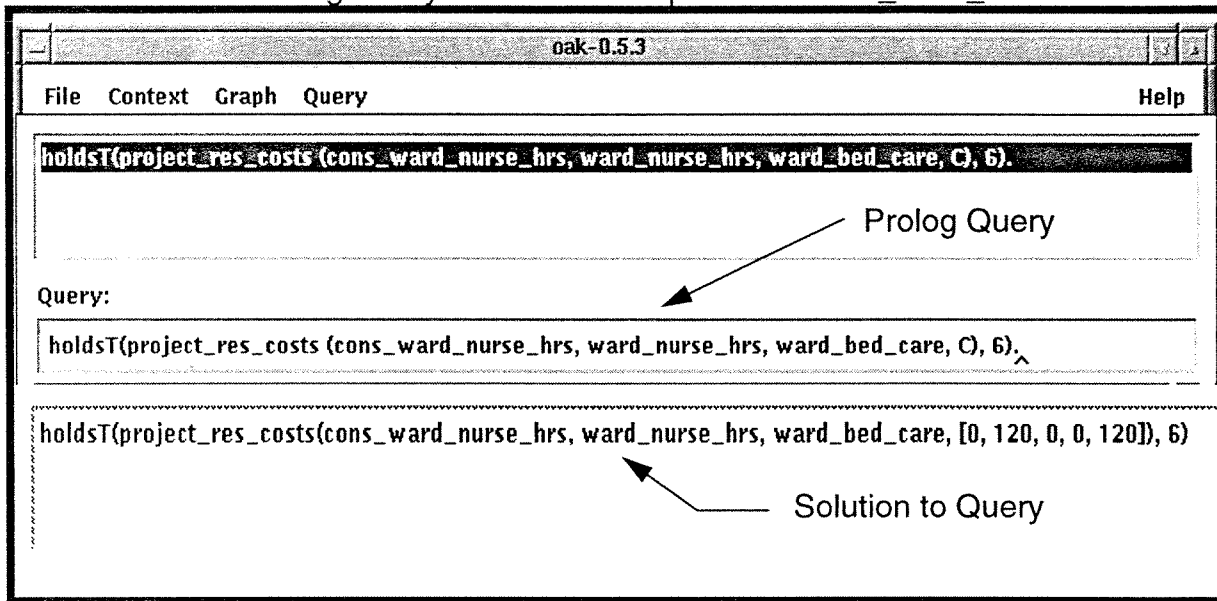 oak-0.5.3
File Context Graph Query Help
holdsT(project_res_costs (cons_ward_nurse_hrs, ward_nurse_hrs, ward_bed_care, C), 6).
Prolog Query
Query:
holdsT(project_res_costs (cons_ward_nurse_hrs, ward_nurse_hrs, ward_bed_care, C), 6).
holdsT(project_res_costs(cons_ward_nurse_hrs, ward_nurse_hrs, ward_bed_care, [0, 120, 0, 0, 120]), 6)
Solution to Query